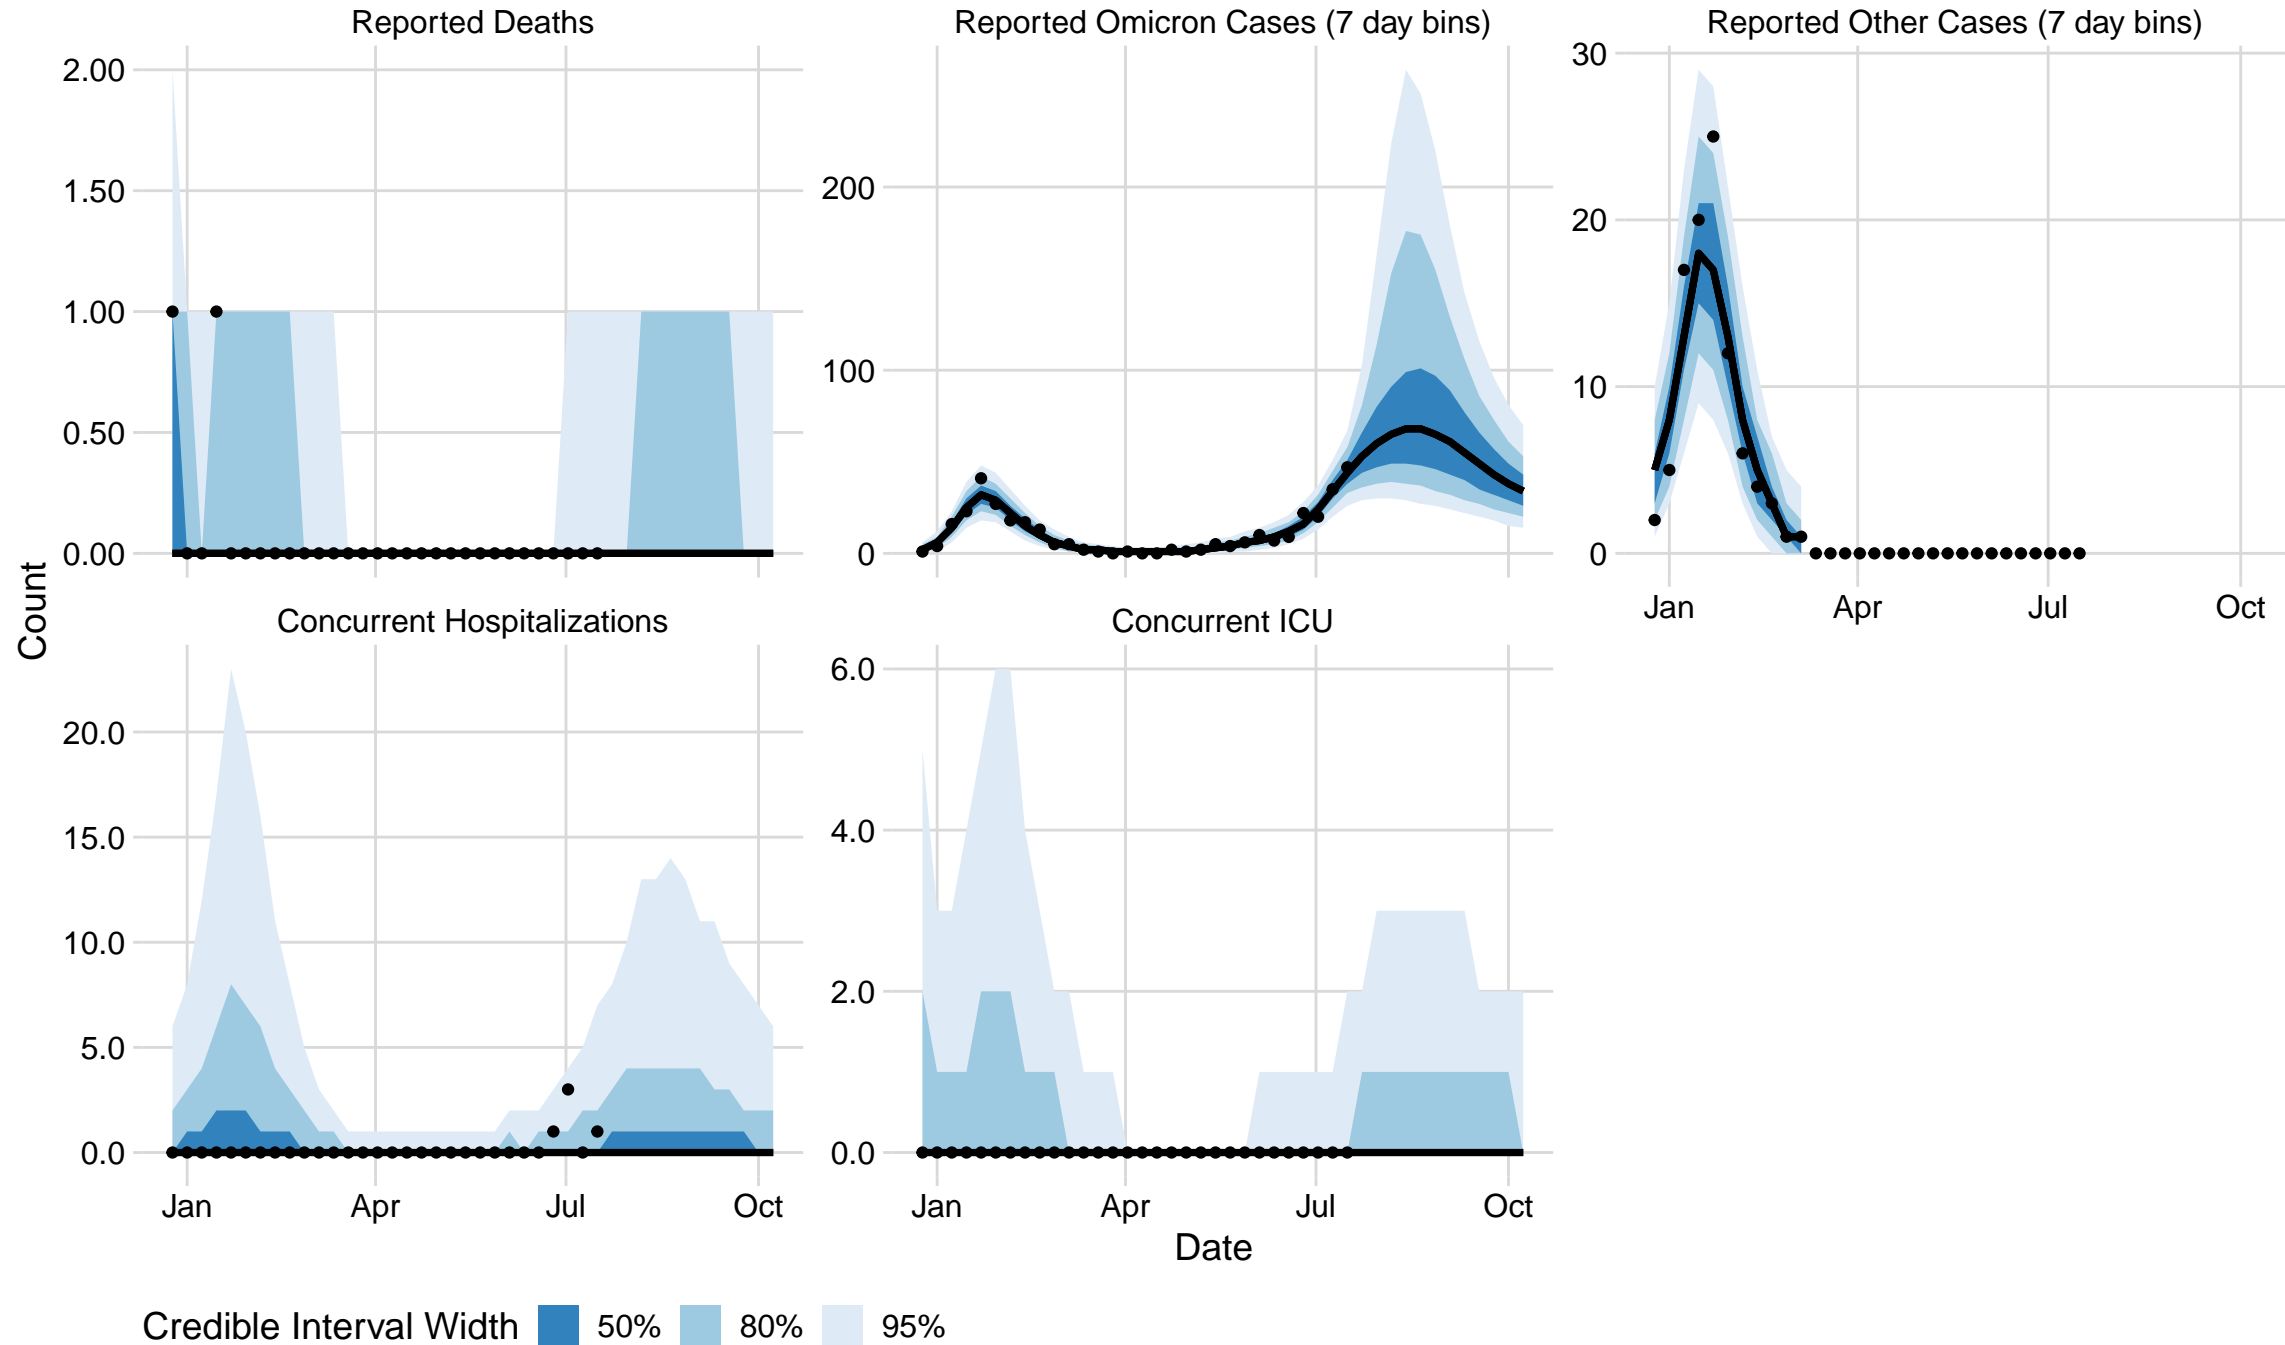 Reported Deaths
Reported Omicron Cases (7 day bins)
Reported Other Cases (7 day bins)
2.00
1.50
1.00
0.50
0.00
200
100
0
30
20
10
0
Jan Apr Jul Oct
Count
Concurrent Hospitalizations
Concurrent ICU
20.0
15.0
10.0
5.0
0.0
6.0
4.0
2.0
0.0
Jan Apr Jul Oct
Jan Apr Jul Oct
Date
Credible Interval Width 50% 80% 95%